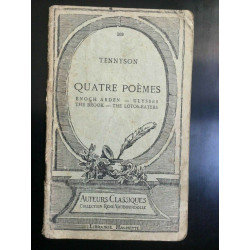 TENNYSON
QUATRE POÈMES
ENOCH ARDEN — ULYSSES
THE BROOK — THE LOTOS-EATERS
AUTEURS CLASSIQUES
LIBRAIRIE HACHETTE